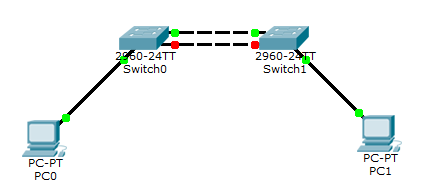 2960-24TT
Switch0
2960-24TT
Switch1
PC-PT
PC0
PC-PT
PC1